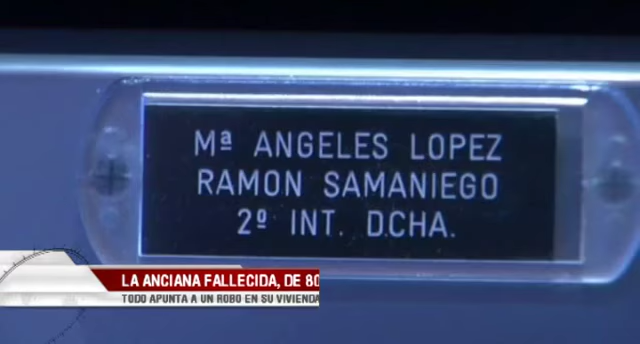 Mª ANGELES LOPEZ
RAMON SAMANIEGO
2º INT. D.CHA.
LA ANCIANA FALLECIDA, DE 80
TODO APUNTA A UN ROBO EN SU VIVIENDA